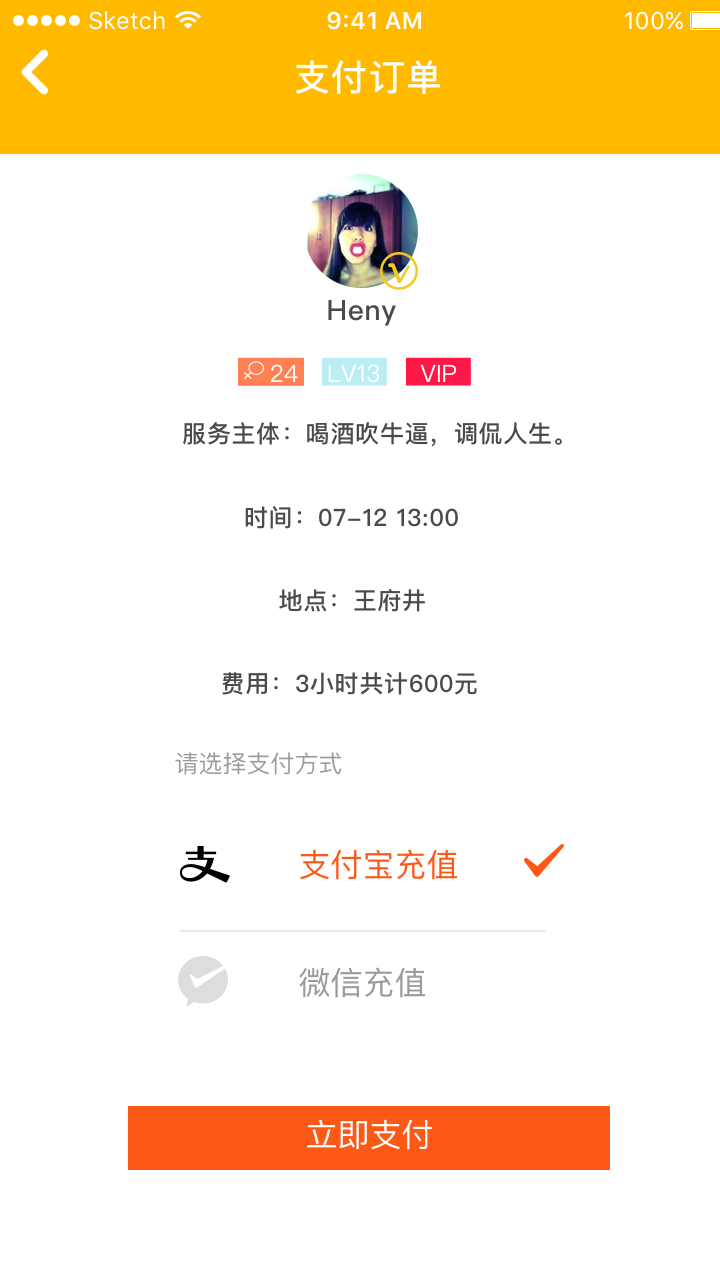 Sketch 9:41 AM 100%
支付订单
Heny
24 LV13 VIP
服务主体：喝酒吹牛逼，调侃人生。
时间：07-12 13:00
地点：王府井
费用：3小时共计600元
请选择支付方式
支 支付宝充值
微信充值
立即支付